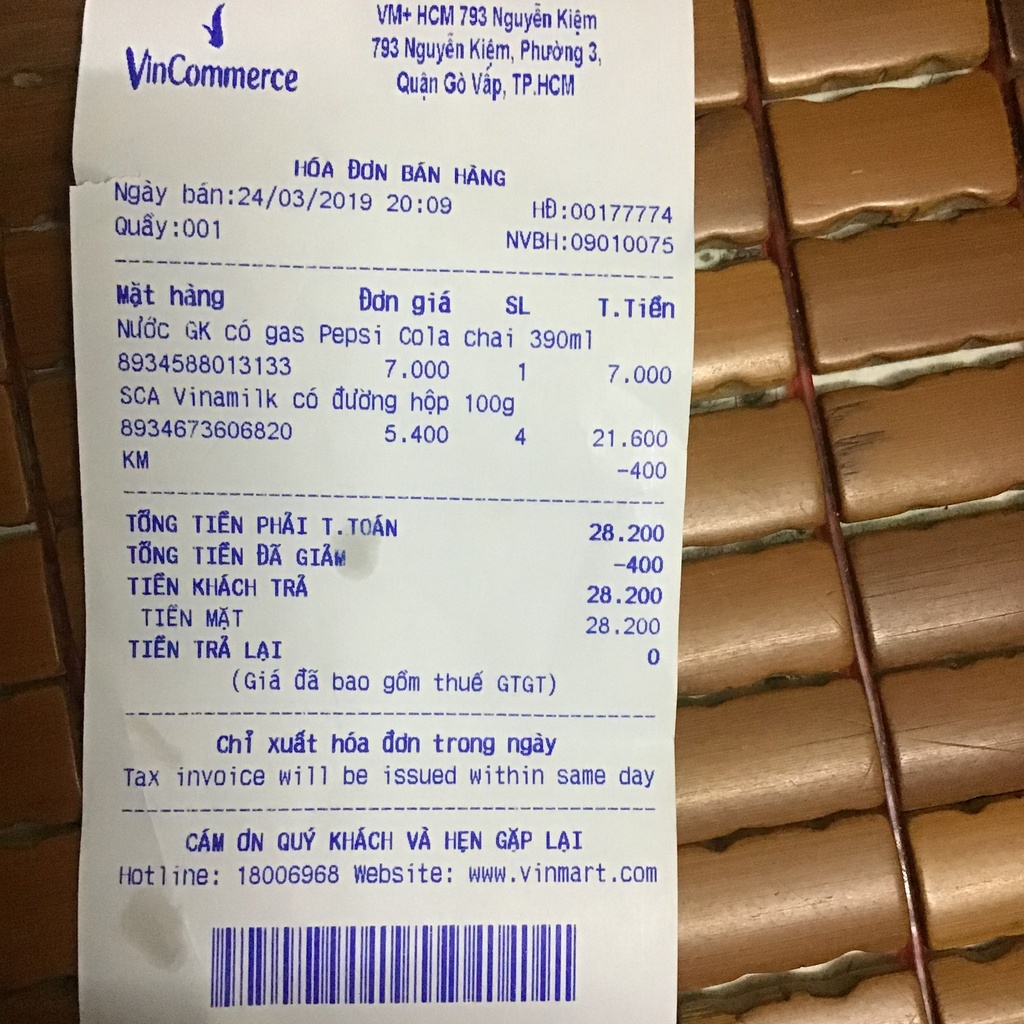 VinCommerce
VM+ HCM 793 Nguyễn Kiệm
793 Nguyễn Kiệm, Phường 3,
Quận Gò Vấp, TP.HCM
HÓA ĐƠN BÁN HÀNG
Ngày bán:24/03/2019 20:09 HĐ:00177774
Quầy:001 NVBH:09010075
Mặt hàng Đơn giá SL T.Tiền
Nước GK có gas Pepsi Cola chai 390ml
8934588013133 7.000 1 7.000
SCA Vinamilk có đường hộp 100g
8934673606820 5.400 4 21.600
KM -400
TỔNG TIỀN PHẢI T.TOÁN 28.200
TỔNG TIỀN ĐÃ GIẢM -400
TIỀN KHÁCH TRẢ 28.200
TIỀN MẶT 28.200
TIỀN TRẢ LẠI 0
(Giá đã bao gồm thuế GTGT)
Chỉ xuất hóa đơn trong ngày
Tax invoice will be issued within same day
CẢM ƠN QUÝ KHÁCH VÀ HẸN GẶP LẠI
Hotline: 18006968 Website: www.vinmart.com